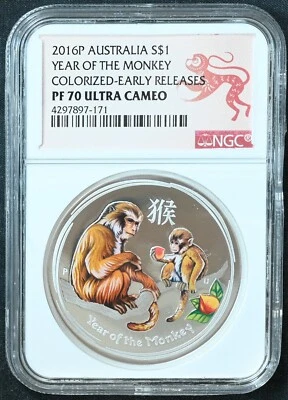 2016P AUSTRALIA S$1
YEAR OF THE MONKEY
COLORIZED-EARLY RELEASES
PF 70 ULTRA CAMEO
4297897-171
NGC
猴
P
Year of the Monkey